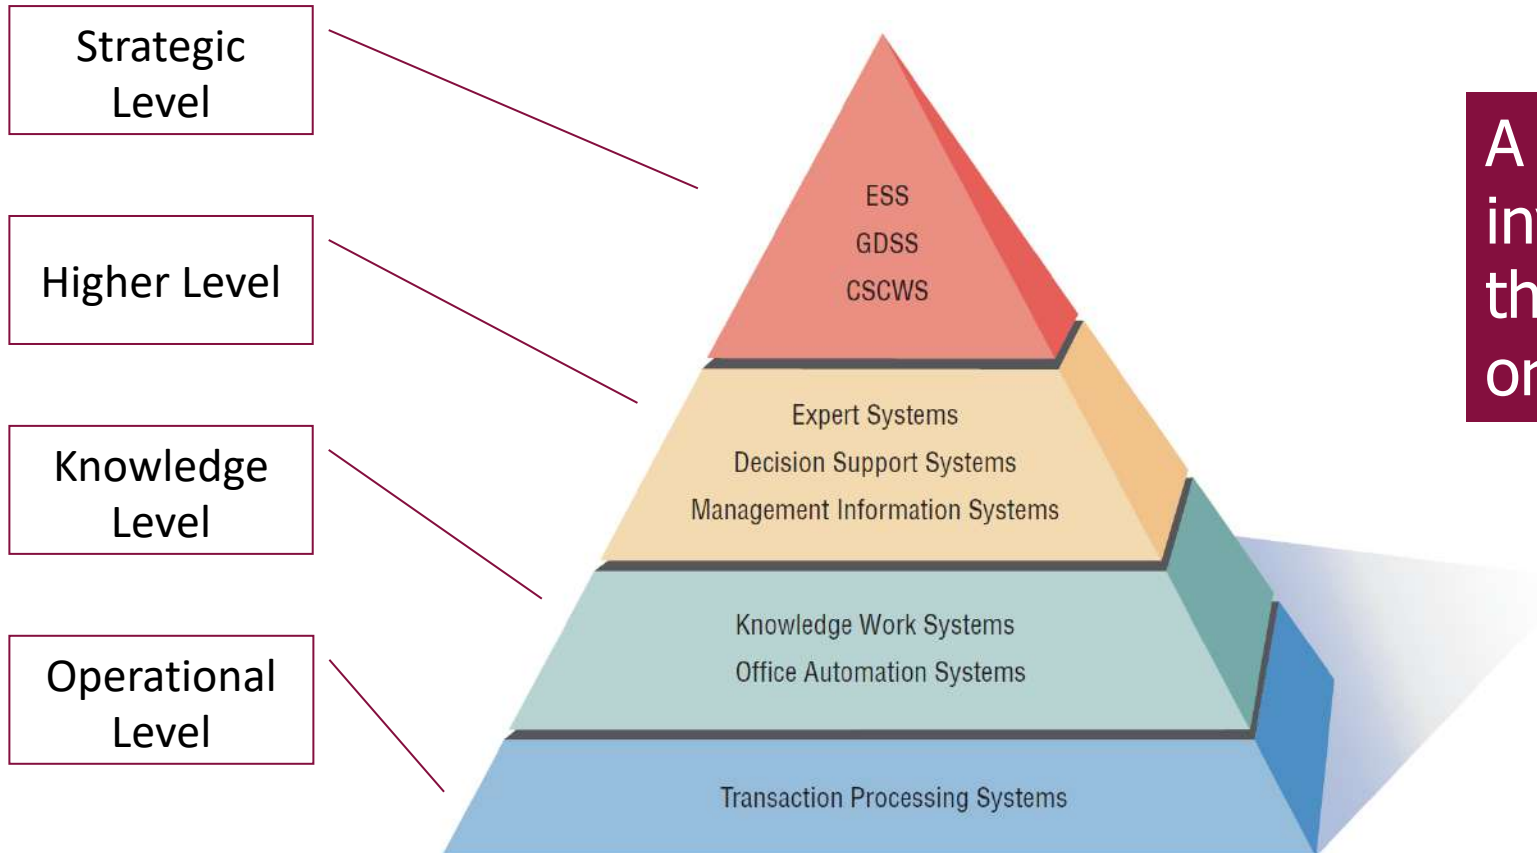 Strategic
Level
Higher Level
Knowledge
Level
Operational
Level
ESS
GDSS
CSCWS
Expert Systems
Decision Support Systems
Management Information Systems
Knowledge Work Systems
Office Automation Systems
Transaction Processing Systems
A